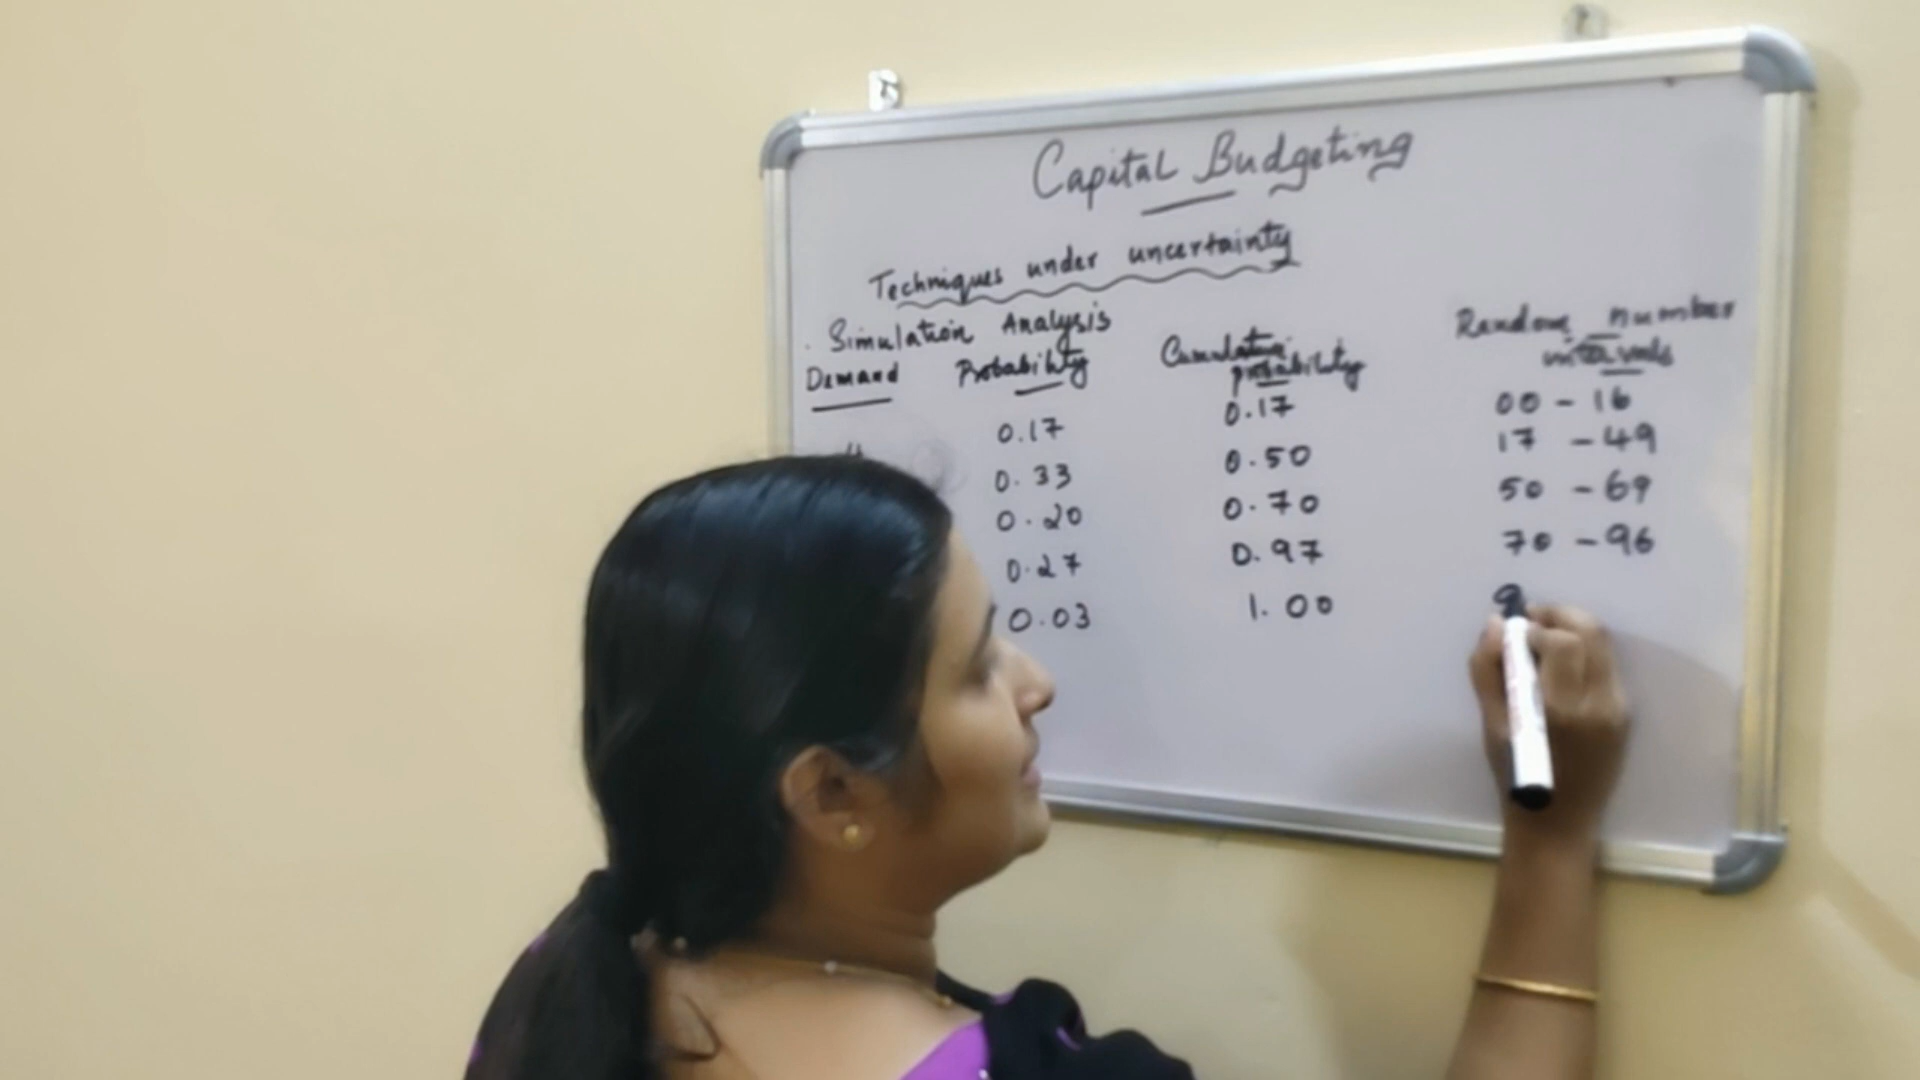 Capital Budgeting
Techniques under uncertainty
Simulation Analysis
Demand Probability Cumulative probability Random number intervals
0.17 0.17 00 - 16
0.33 0.50 17 - 49
0.20 0.70 50 - 69
0.27 0.97 70 - 96
0.03 1.00 9